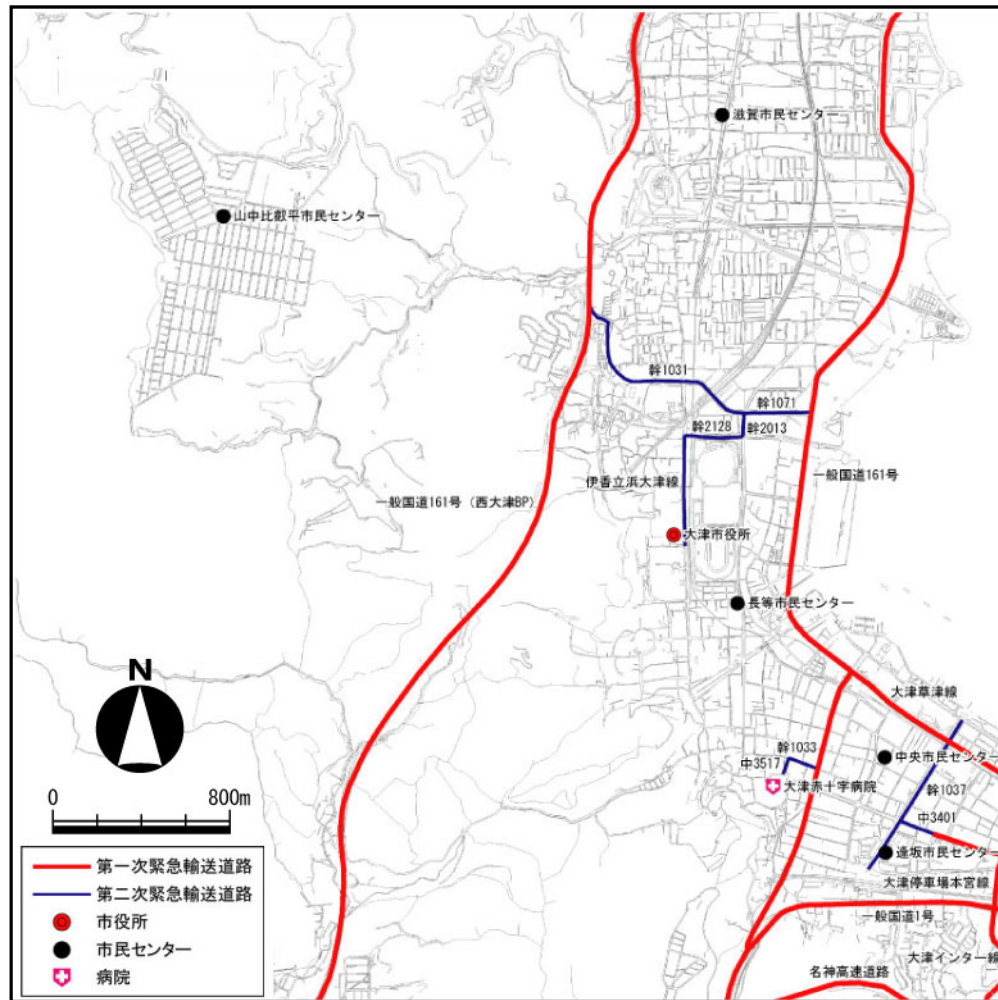 滋賀市民センター
山中比叡平市民センター
幹1031
幹1071
幹2128
幹2013
伊香立浜大津線
一般国道161号
一般国道161号（西大津BP）
大津市役所
長等市民センター
N
大津草津線
幹1033
中3517
中央市民センター
大津赤十字病院
幹1037
0 800m
中3401
逢坂市民センター
大津停車場本宮線
一般国道1号
大津インター線
名神高速道路
第一次緊急輸送道路
第二次緊急輸送道路
市役所
市民センター
病院